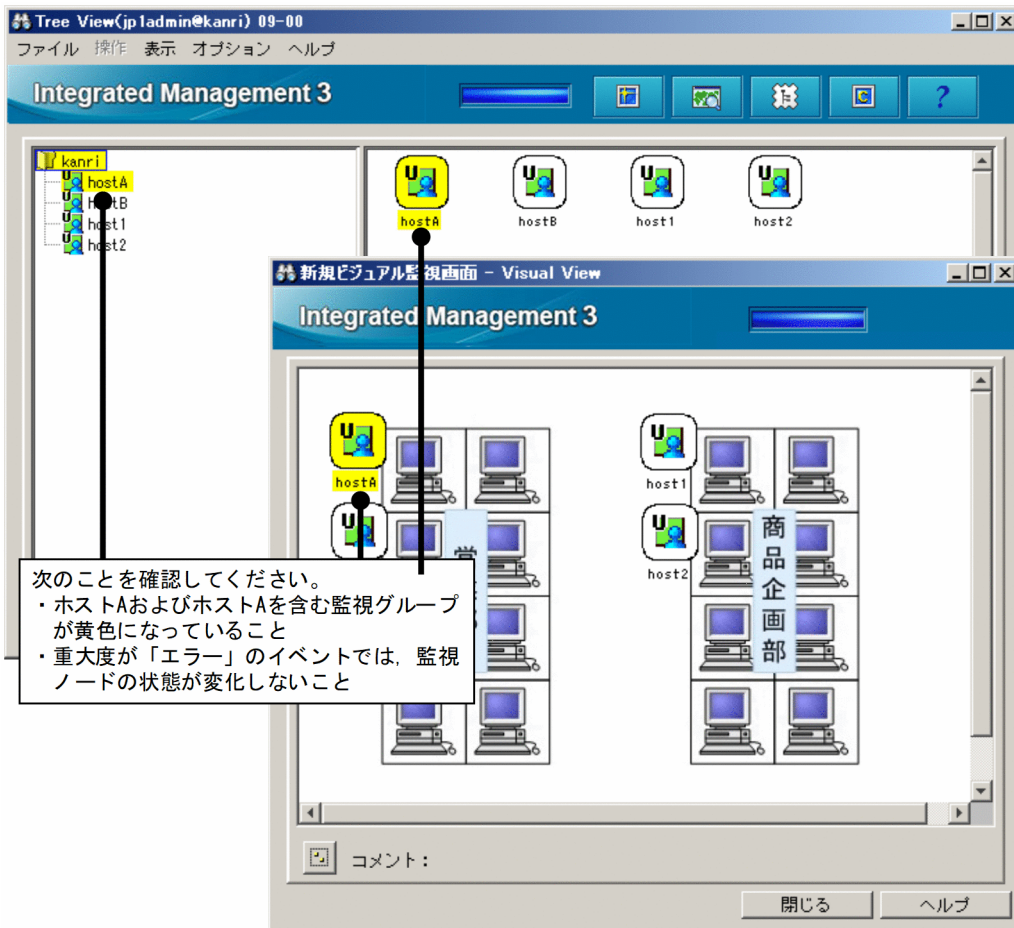 Tree View(jp1admin@kanri) 09-00
ファイル 操作 表示 オプション ヘルプ
Integrated Management 3
kanri
hostA
host1
host2
hostA
hostB
host1
host2
新規ビジュアル監視画面 - Visual View
Integrated Management 3
hostA
host1
host2
商品企画部
次のことを確認してください。
・ホストAおよびホストAを含む監視グループ
が黄色になっていること
・重大度が「エラー」のイベントでは，監視
ノードの状態が変化しないこと
コメント：
閉じる
ヘルプ